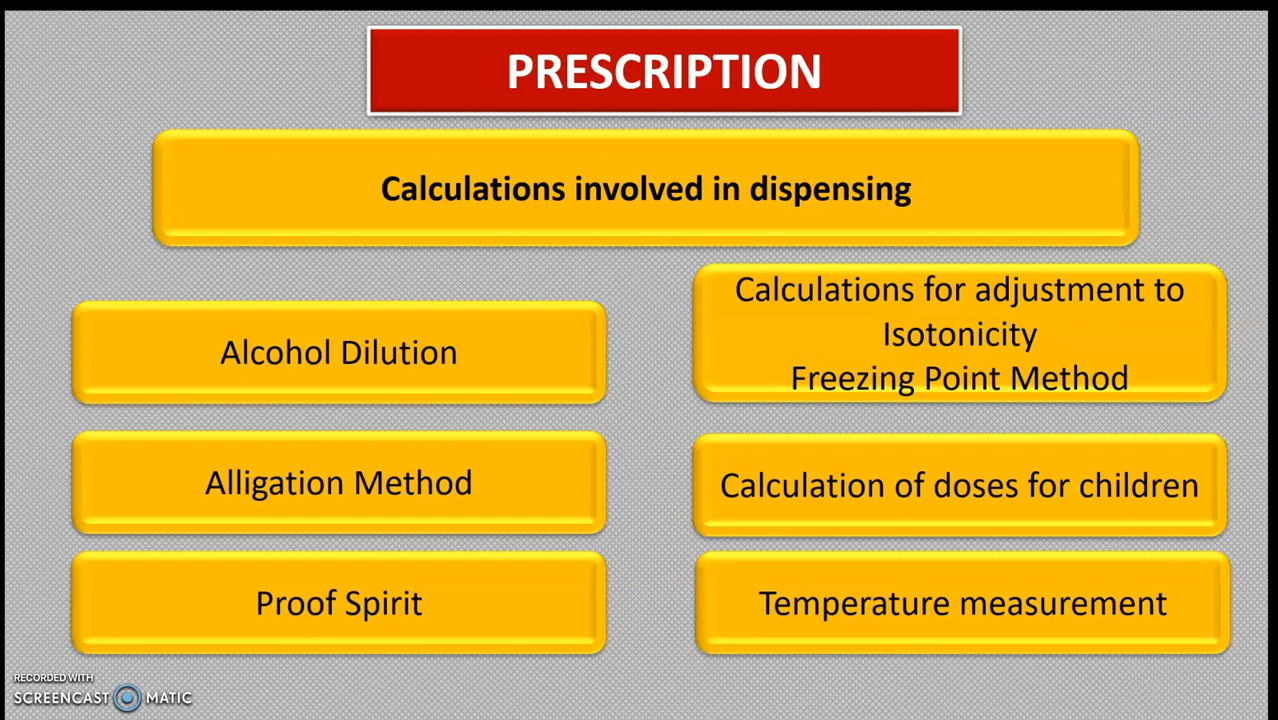 PRESCRIPTION
Calculations involved in dispensing
Alcohol Dilution
Alligation Method
Proof Spirit
Calculations for adjustment to
Isotonicity
Freezing Point Method
Calculation of doses for children
Temperature measurement
RECORDED WITH
SCREENCAST MATIC